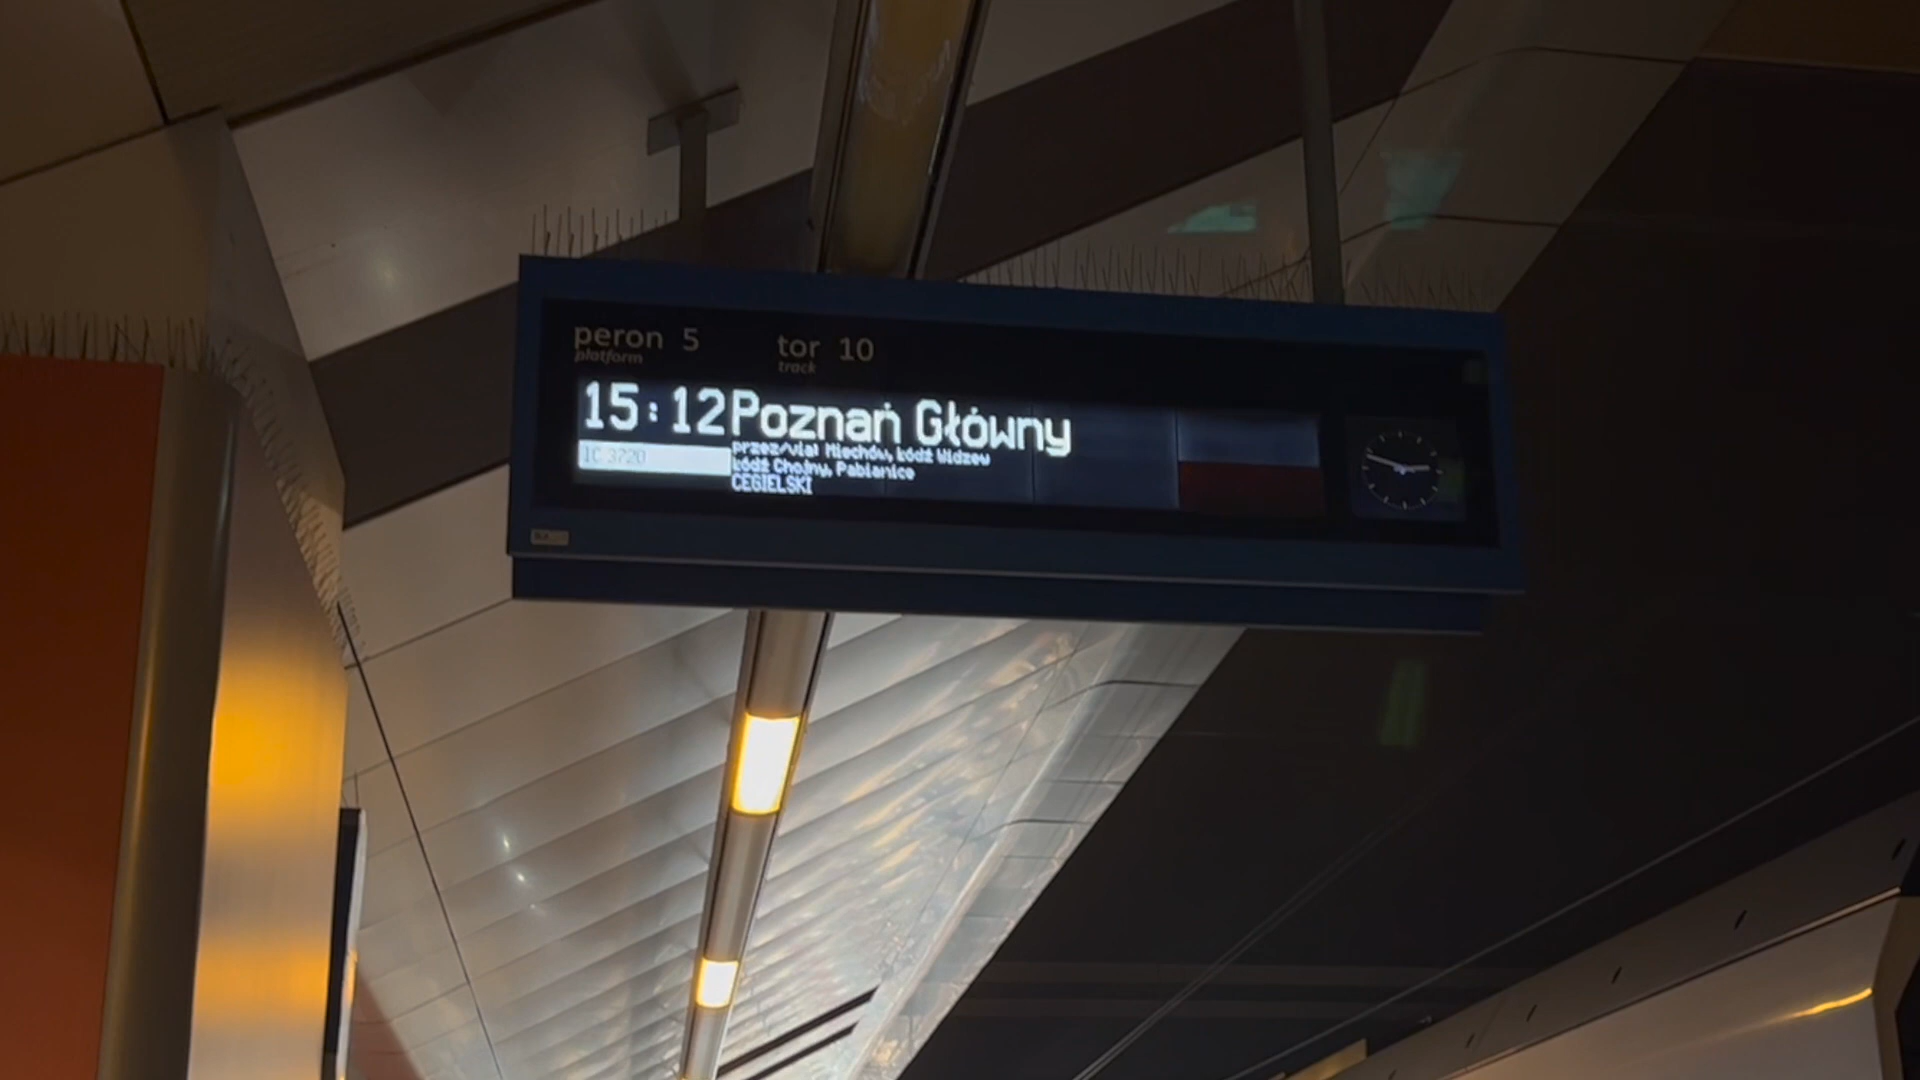 peron 5 tor 10
platform track
15:12 Poznań Główny
IC 3720 przez/via: Miechów, Łódź Widzew
Łódź Chojny, Pabianice
CEGIELSKI